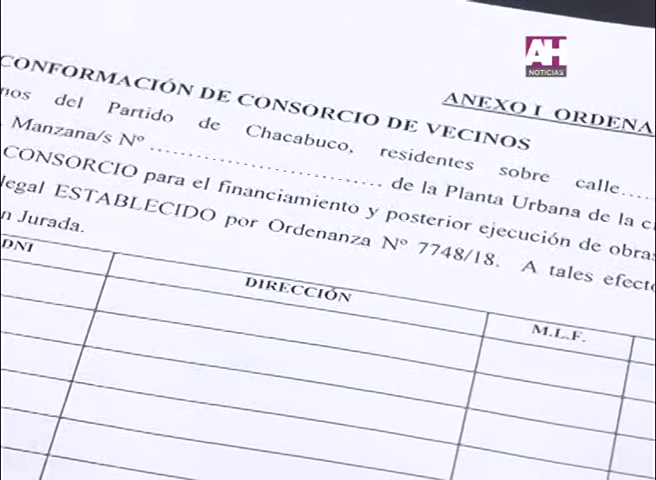 AH
NOTICIAS
ANEXO I ORDENA
CONFORMACIÓN DE CONSORCIO DE VECINOS
nos del Partido de Chacabuco, residentes sobre calle.....
Manzana/s Nº .................................. de la Planta Urbana de la
CONSORCIO para el financiamiento y posterior ejecución de obras
legal ESTABLECIDO por Ordenanza Nº 7748/18. A tales efecto
n Jurada.
DNI
DIRECCIÓN
M.L.F.